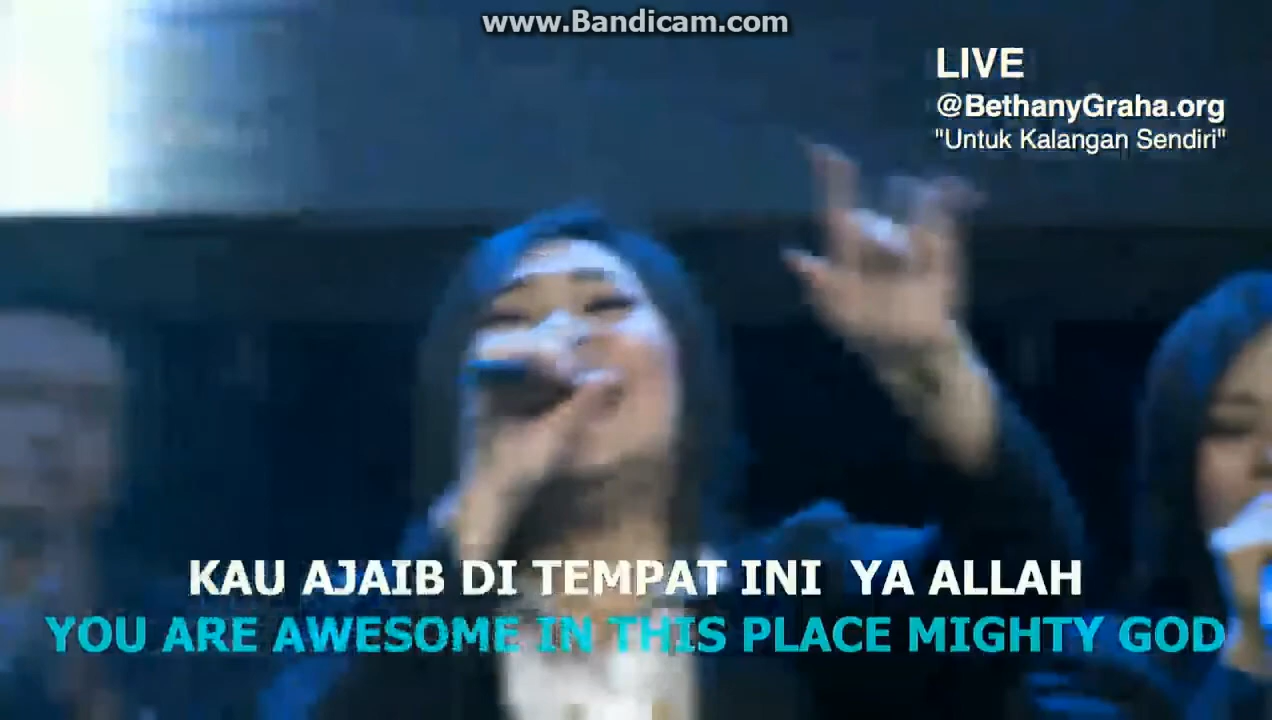 www.Bandicam.com
LIVE
@BethanyGraha.org
"Untuk Kalangan Sendiri"
KAU AJAIB DI TEMPAT INI YA ALLAH
YOU ARE AWESOME IN THIS PLACE MIGHTY GOD